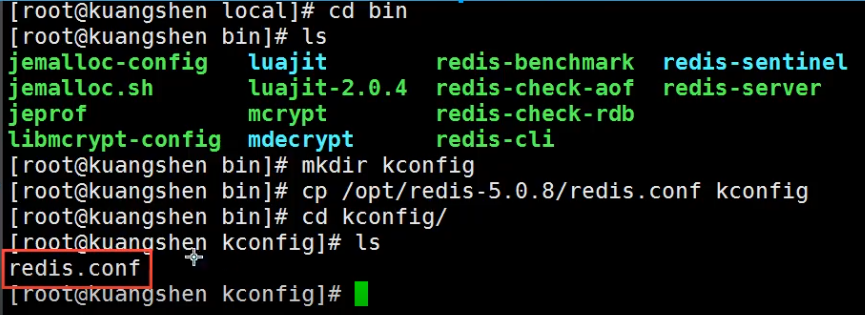 [root@kuangshen local]# cd bin
[root@kuangshen bin]# ls
jemalloc-config luajit redis-benchmark redis-sentinel
jemalloc.sh luajit-2.0.4 redis-check-aof redis-server
jeprof mcrypt redis-check-rdb
libmcrypt-config mdecrypt redis-cli
[root@kuangshen bin]# mkdir kconfig
[root@kuangshen bin]# cp /opt/redis-5.0.8/redis.conf kconfig
[root@kuangshen bin]# cd kconfig/
[root@kuangshen kconfig]# ls
redis.conf
[root@kuangshen kconfig]#